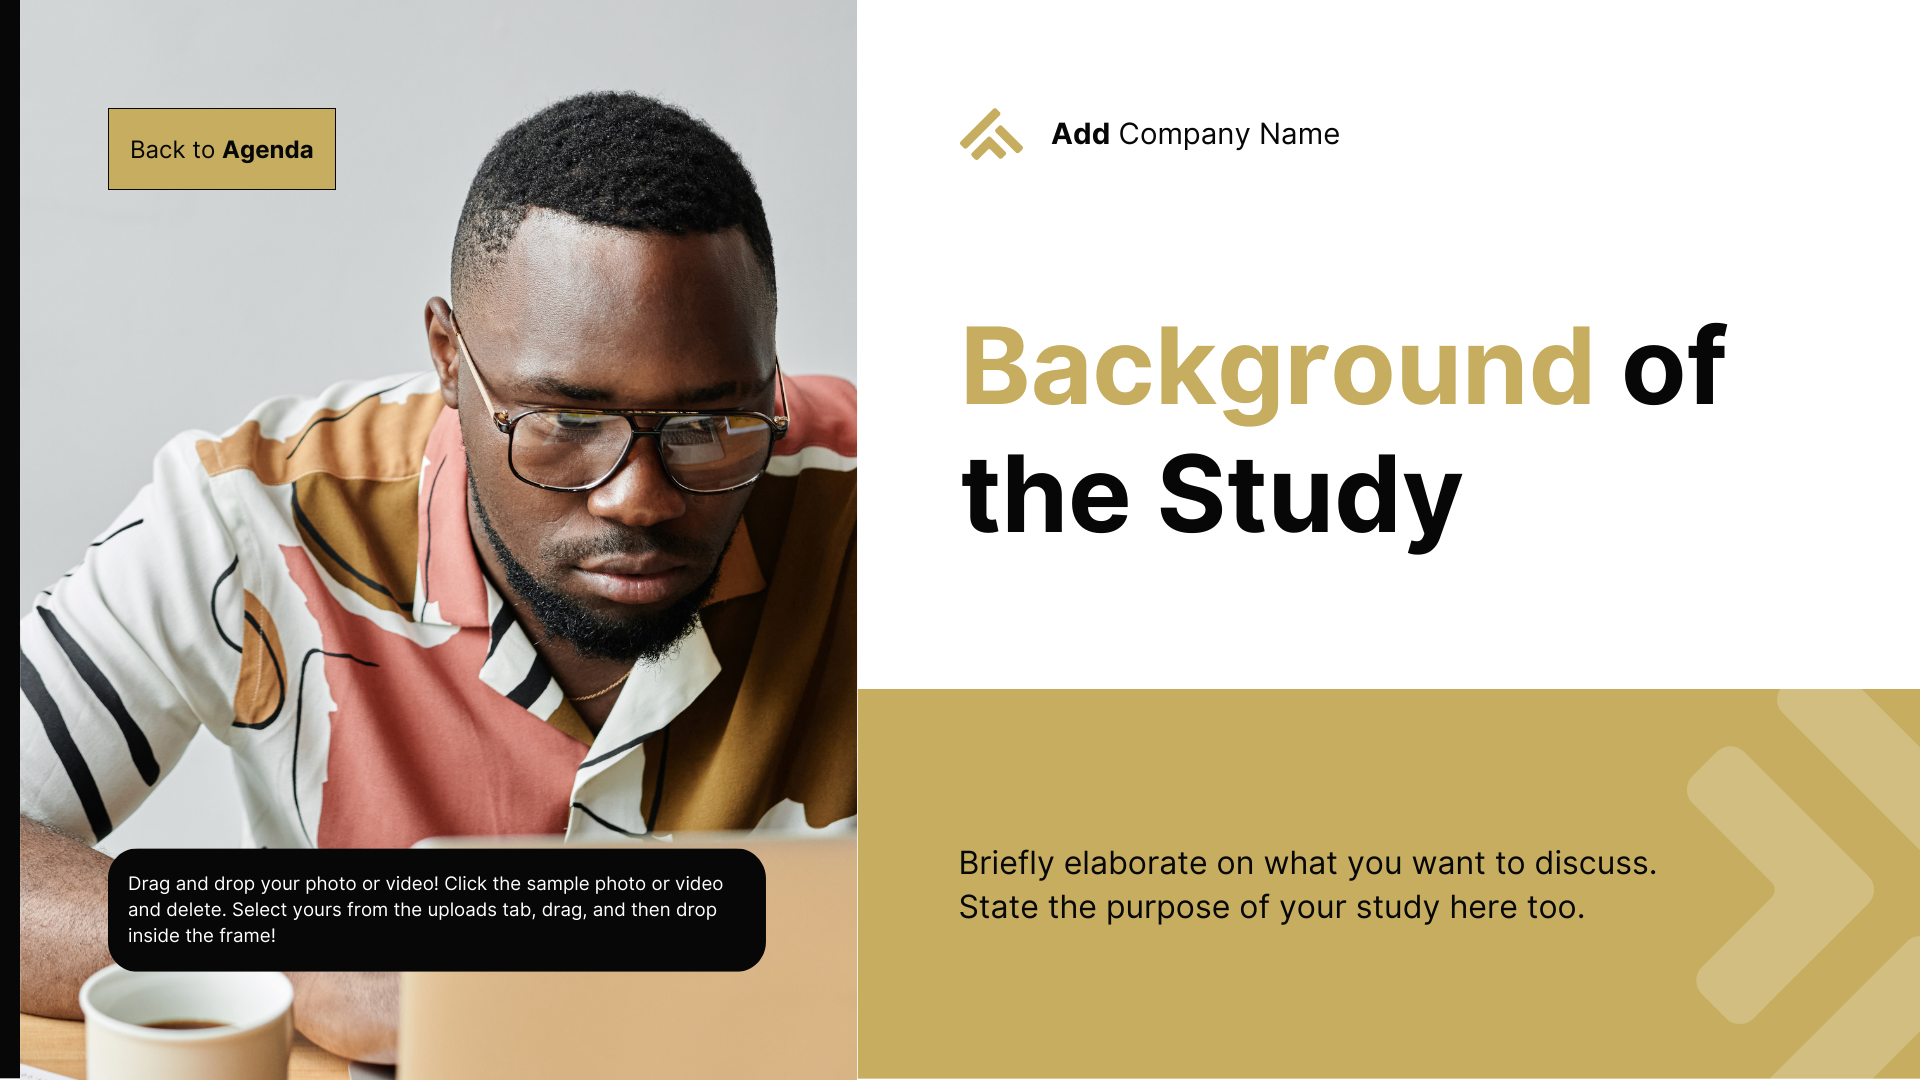 Back to Agenda
Add Company Name
Background of
the Study
Drag and drop your photo or video! Click the sample photo or video
and delete. Select yours from the uploads tab, drag, and then drop
inside the frame!
Briefly elaborate on what you want to discuss.
State the purpose of your study here too.